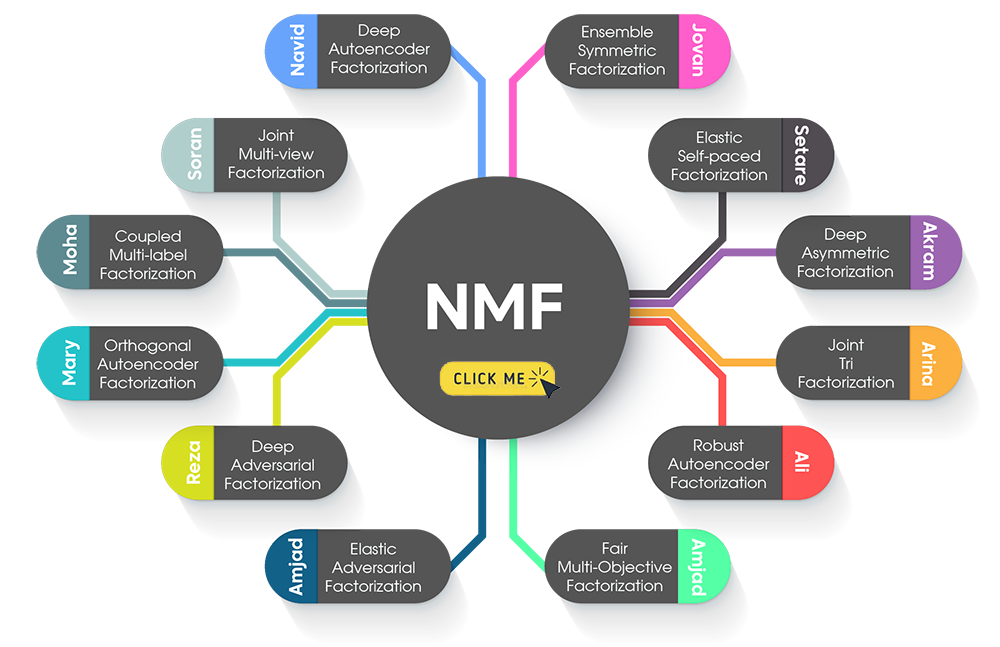 Navid
Deep
Autoencoder
Factorization
Ensemble
Symmetric
Factorization
Jovan
Soran
Joint
Multi-view
Factorization
Elastic
Self-paced
Factorization
Setare
Moha
Coupled
Multi-label
Factorization
Deep
Asymmetric
Factorization
Akram
NMF
CLICK ME
Mary
Orthogonal
Autoencoder
Factorization
Joint
Tri
Factorization
Arina
Reza
Deep
Adversarial
Factorization
Robust
Autoencoder
Factorization
Ali
Amjad
Elastic
Adversarial
Factorization
Fair
Multi-Objective
Factorization
Amjad